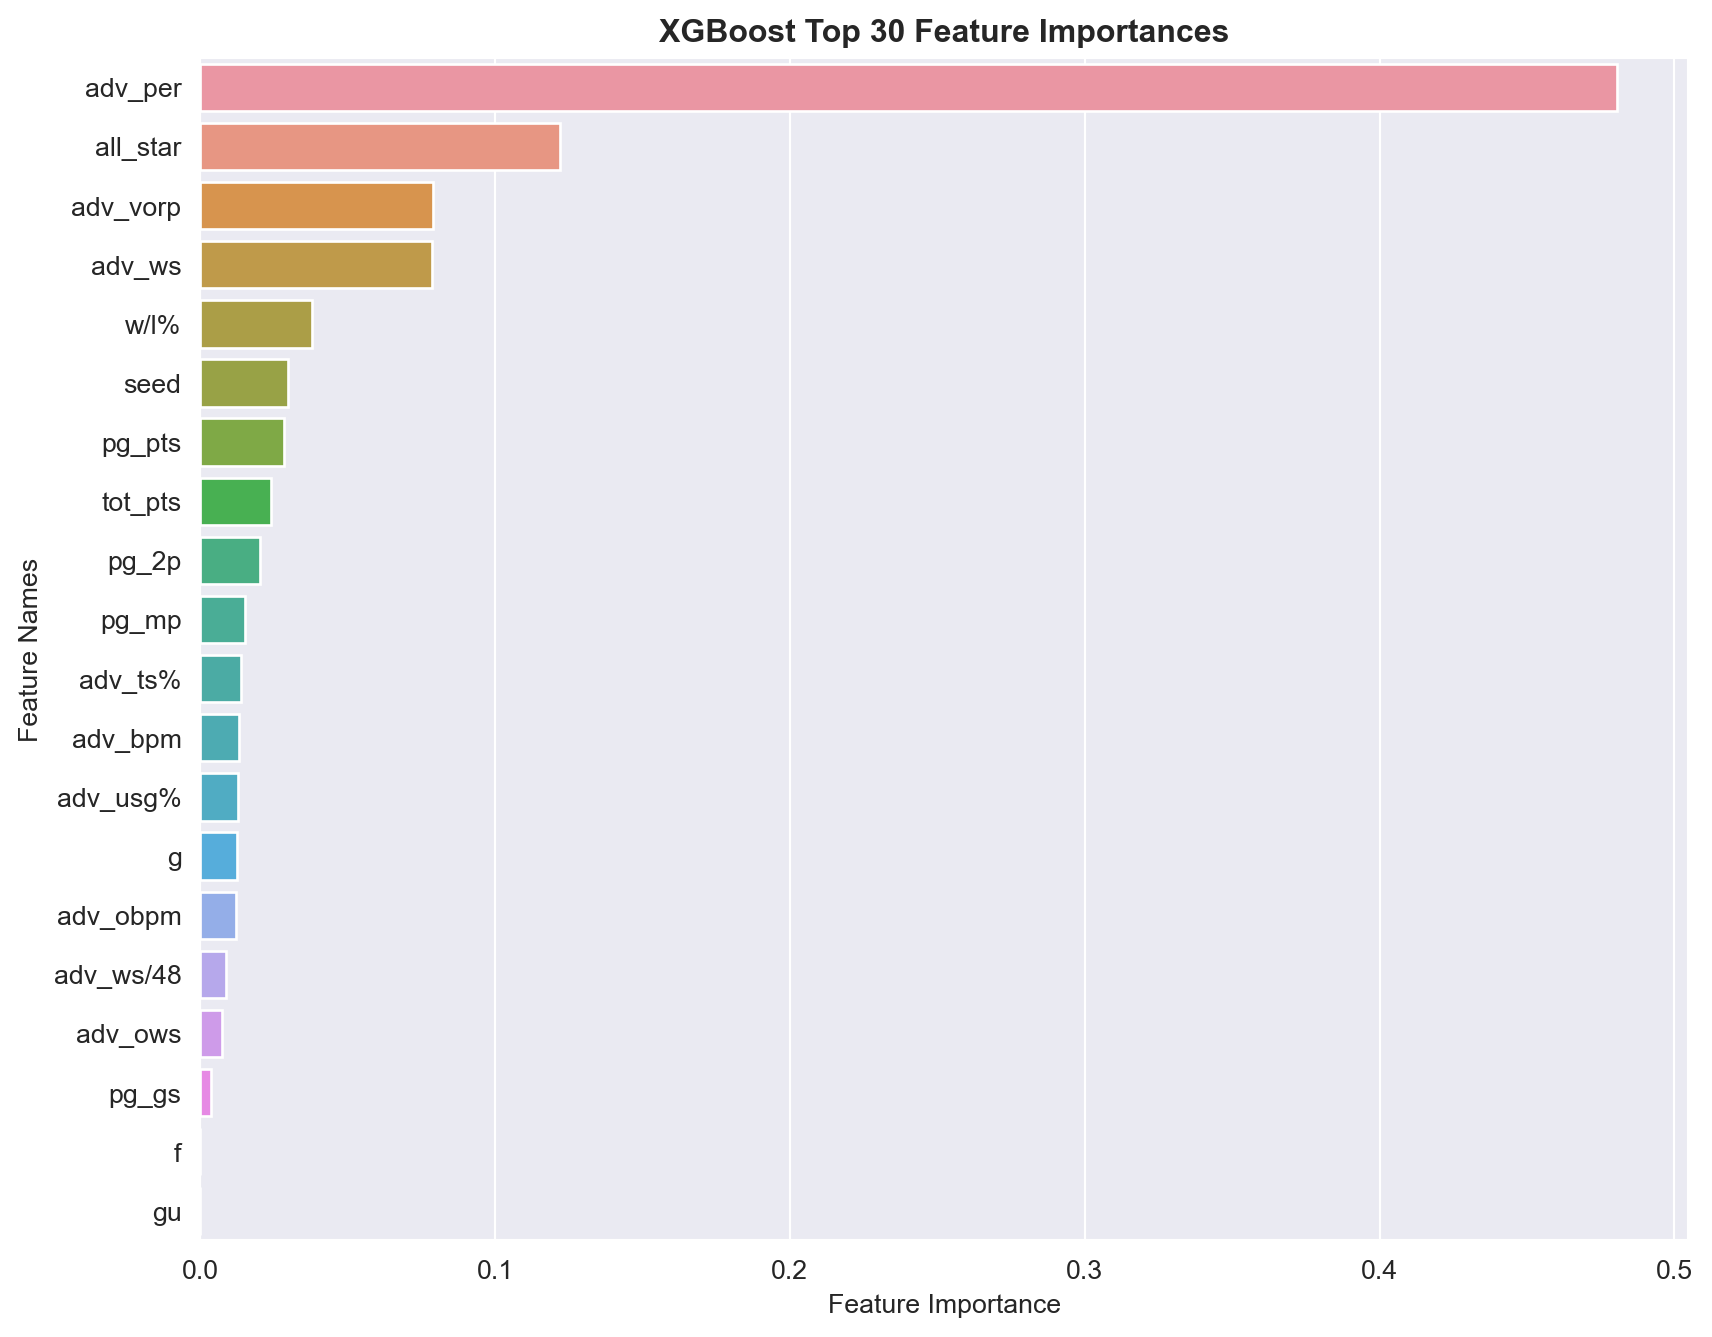 XGBoost Top 30 Feature Importances
adv_per
all_star
adv_vorp
adv_ws
w/l%
seed
pg_pts
tot_pts
pg_2p
pg_mp
adv_ts%
adv_bpm
adv_usg%
g
adv_obpm
adv_ws/48
adv_ows
pg_gs
f
gu
Feature Names
0.0 0.1 0.2 0.3 0.4 0.5
Feature Importance